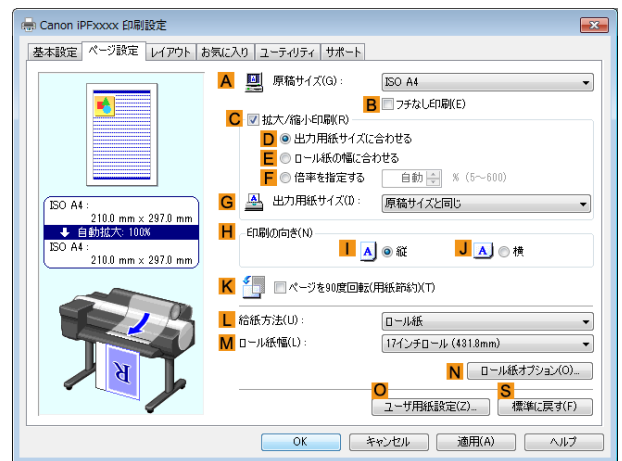 Canon iPFxxxx 印刷設定
基本設定 ページ設定 レイアウト お気に入り ユーティリティ サポート
A 原稿サイズ(G): ISO A4
B フチなし印刷(E)
C 拡大/縮小印刷(R)
D 出力用紙サイズに合わせる
E ロール紙の幅に合わせる
F 倍率を指定する 自動 % (5~600)
G 出力用紙サイズ(I): 原稿サイズと同じ
ISO A4:
210.0 mm x 297.0 mm
自動拡大: 100%
ISO A4:
210.0 mm x 297.0 mm
H 印刷の向き(N)
I A 縦 J A 横
K ページを90度回転(用紙節約)(T)
L 給紙方法(U): ロール紙
M ロール紙幅(L): 17インチロール (431.8mm)
N ロール紙オプション(O)...
O ユーザ用紙設定(Z)... S 標準に戻す(F)
R
OK キャンセル 適用(A) ヘルプ